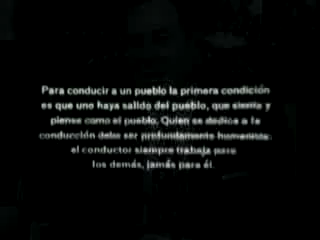 Para conducir a un pueblo la primera condición
es que uno haya salido del pueblo, que sienta y
piense como el pueblo. Quien se dedica a la
conducción debe ser profundamente humanista:
el conductor siempre trabaja para
los demás, jamás para él.